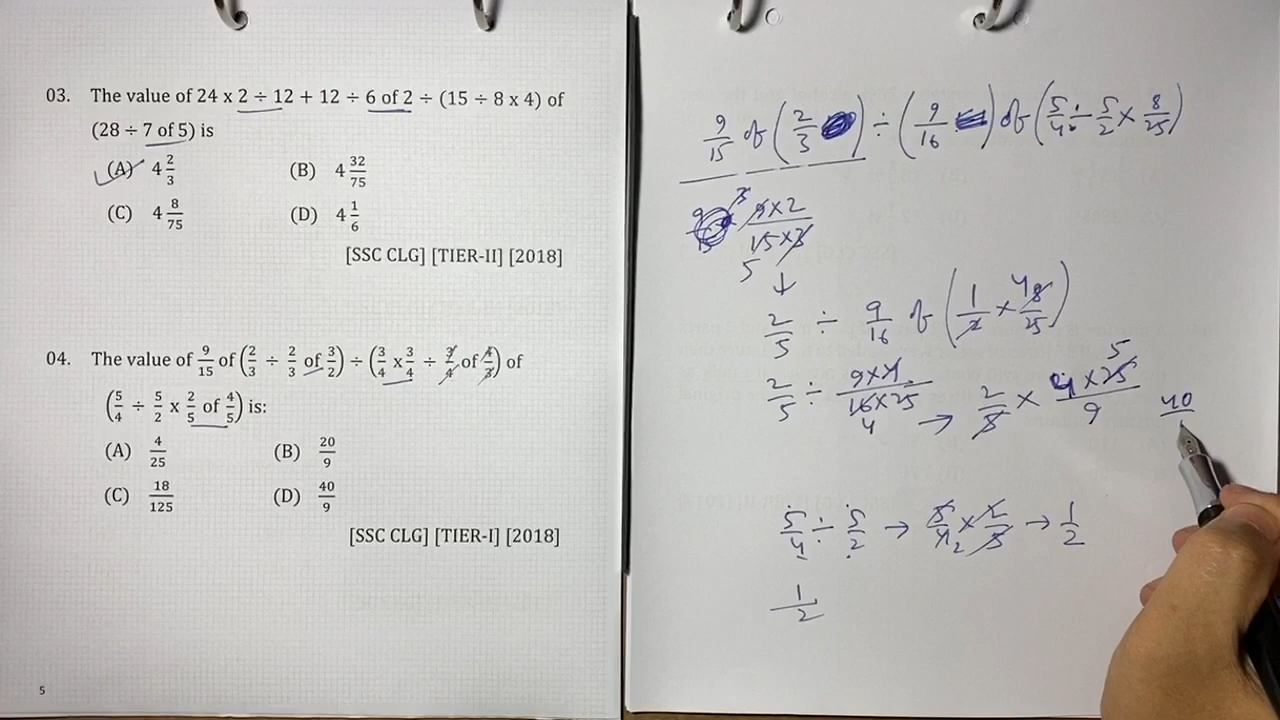 03. The value of 24 x 2 ÷ 12 + 12 ÷ 6 of 2 ÷ (15 ÷ 8 x 4) of
(28 ÷ 7 of 5) is
(A) 4 2/3 (B) 4 32/75
(C) 4 8/75 (D) 4 1/6
[SSC CLG] [TIER-II] [2018]
04. The value of 9/15 of (2/3 ÷ 2/3 of 3/2) ÷ (3/4 x 3/4 ÷ 3/4 of 4/3) of
(5/4 ÷ 5/2 x 2/5 of 4/5) is:
(A) 4/25 (B) 20/9
(C) 18/125 (D) 40/9
[SSC CLG] [TIER-I] [2018]
5
9/15 of (2/3) ÷ (9/16) of (5/4 ÷ 5/2 x 8/25)
9x2/15x3
5
2/5 ÷ 9/16 of (1/2 x 8/25)
2/5 ÷ 9x4/16x25 → 2/5 x 4x25/9
40
5/4 ÷ 5/2 → 5/4 x 2/5 → 1/2
1/2